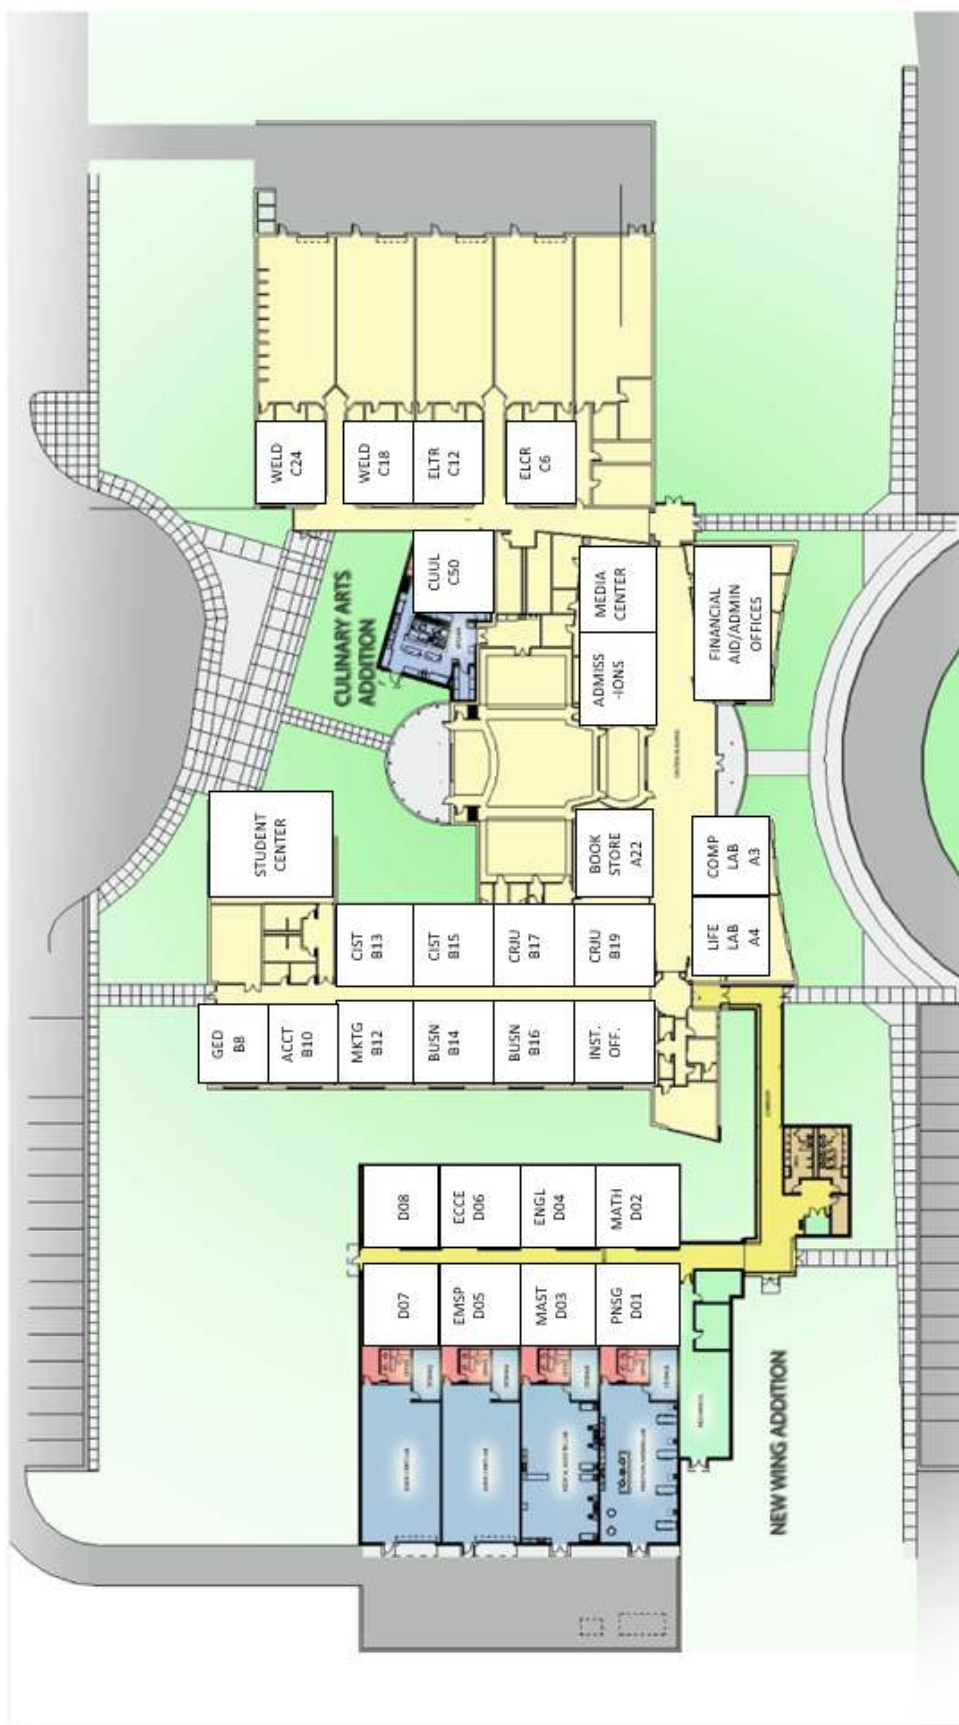 WELD
C24
WELD
C18
ELTR
C12
ELCR
C6
CULINARY ARTS
ADDITION
CUUL
C50
MEDIA
CENTER
ADMISS
-IONS
FINANCIAL
AID/ADMIN
OFFICES
STUDENT
CENTER
BOOK
STORE
A22
COMP
LAB
A3
LIFE
LAB
A4
CIST
B13
CIST
B15
CRJU
B17
CRJU
B19
GED
B8
ACCT
B10
MKTG
B12
BUSN
B14
BUSN
B16
INST.
OFF.
D08
ECCE
D06
ENGL
D04
MATH
D02
D07
EMSP
D05
MAST
D03
PNSG
D01
NEW WING ADDITION